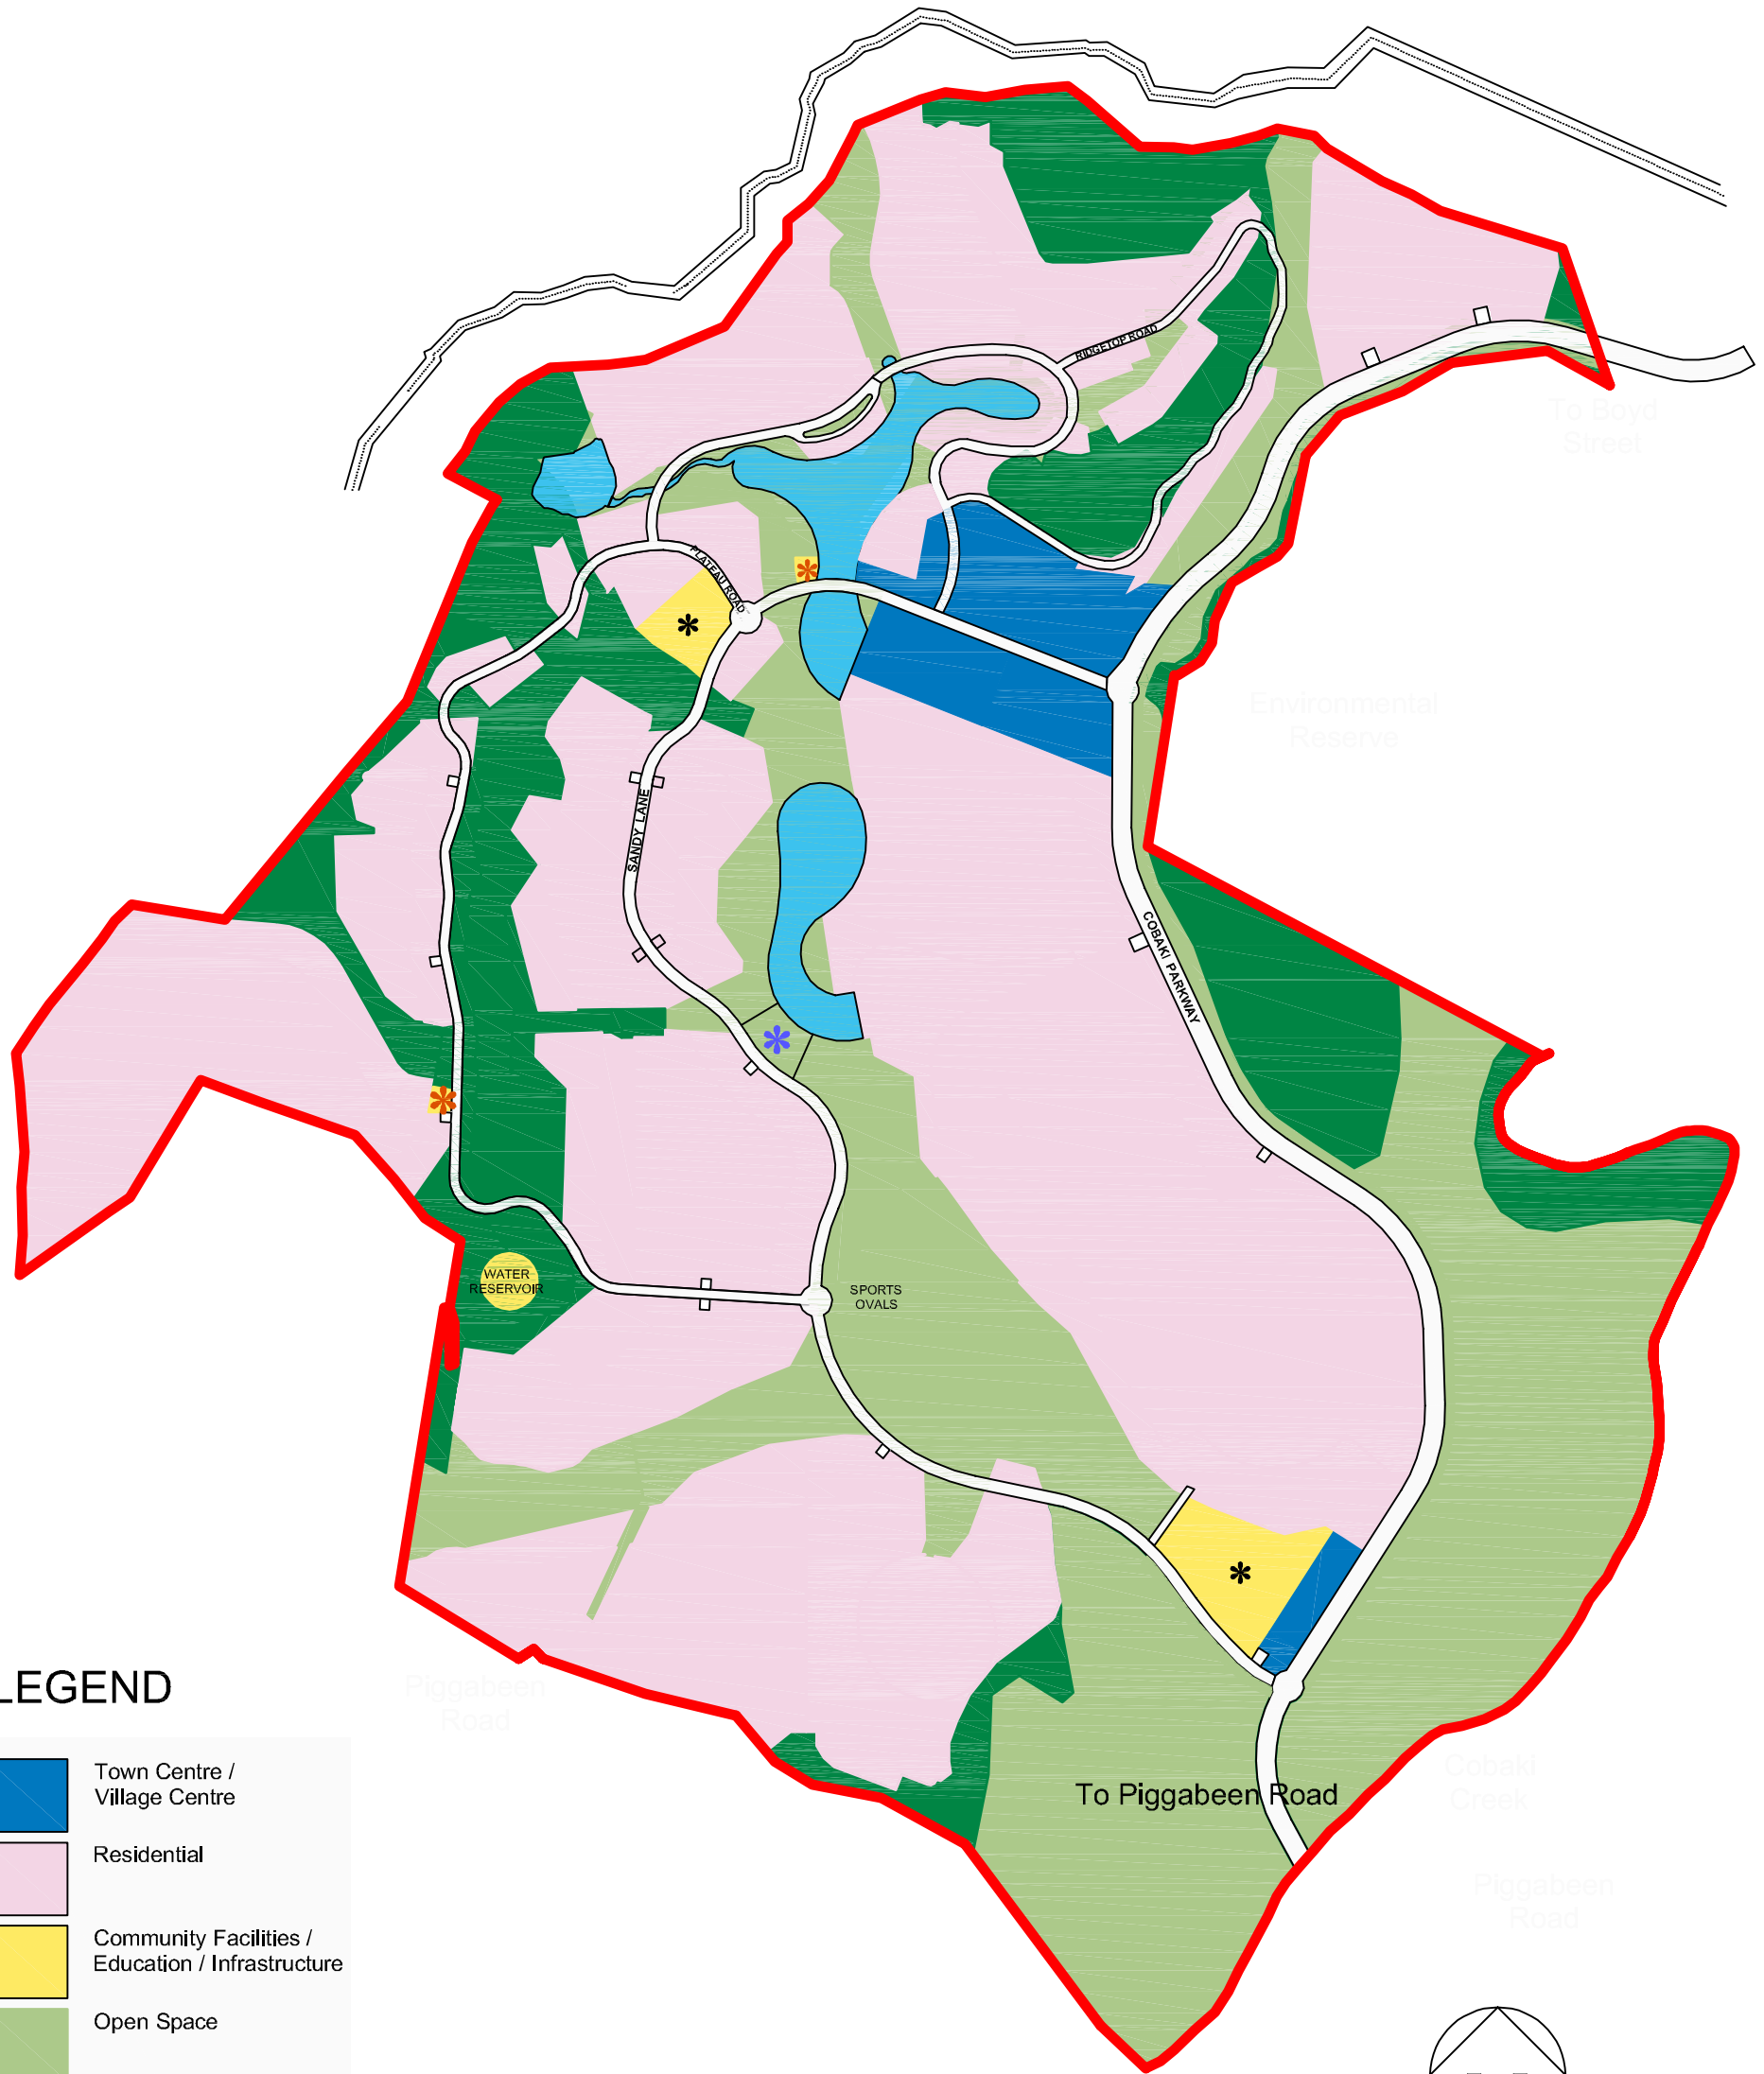 RIDGETOP ROAD
To Boyd
Street
PLATEAU ROAD
Environmental
Reserve
SANDY LANE
COBAKI PARKWAY
WATER
RESERVOIR
SPORTS
OVALS
Piggabeen
Road
To Piggabeen Road
Cobaki
Creek
Piggabeen
Road
LEGEND
Town Centre /
Village Centre
Residential
Community Facilities /
Education / Infrastructure
Open Space